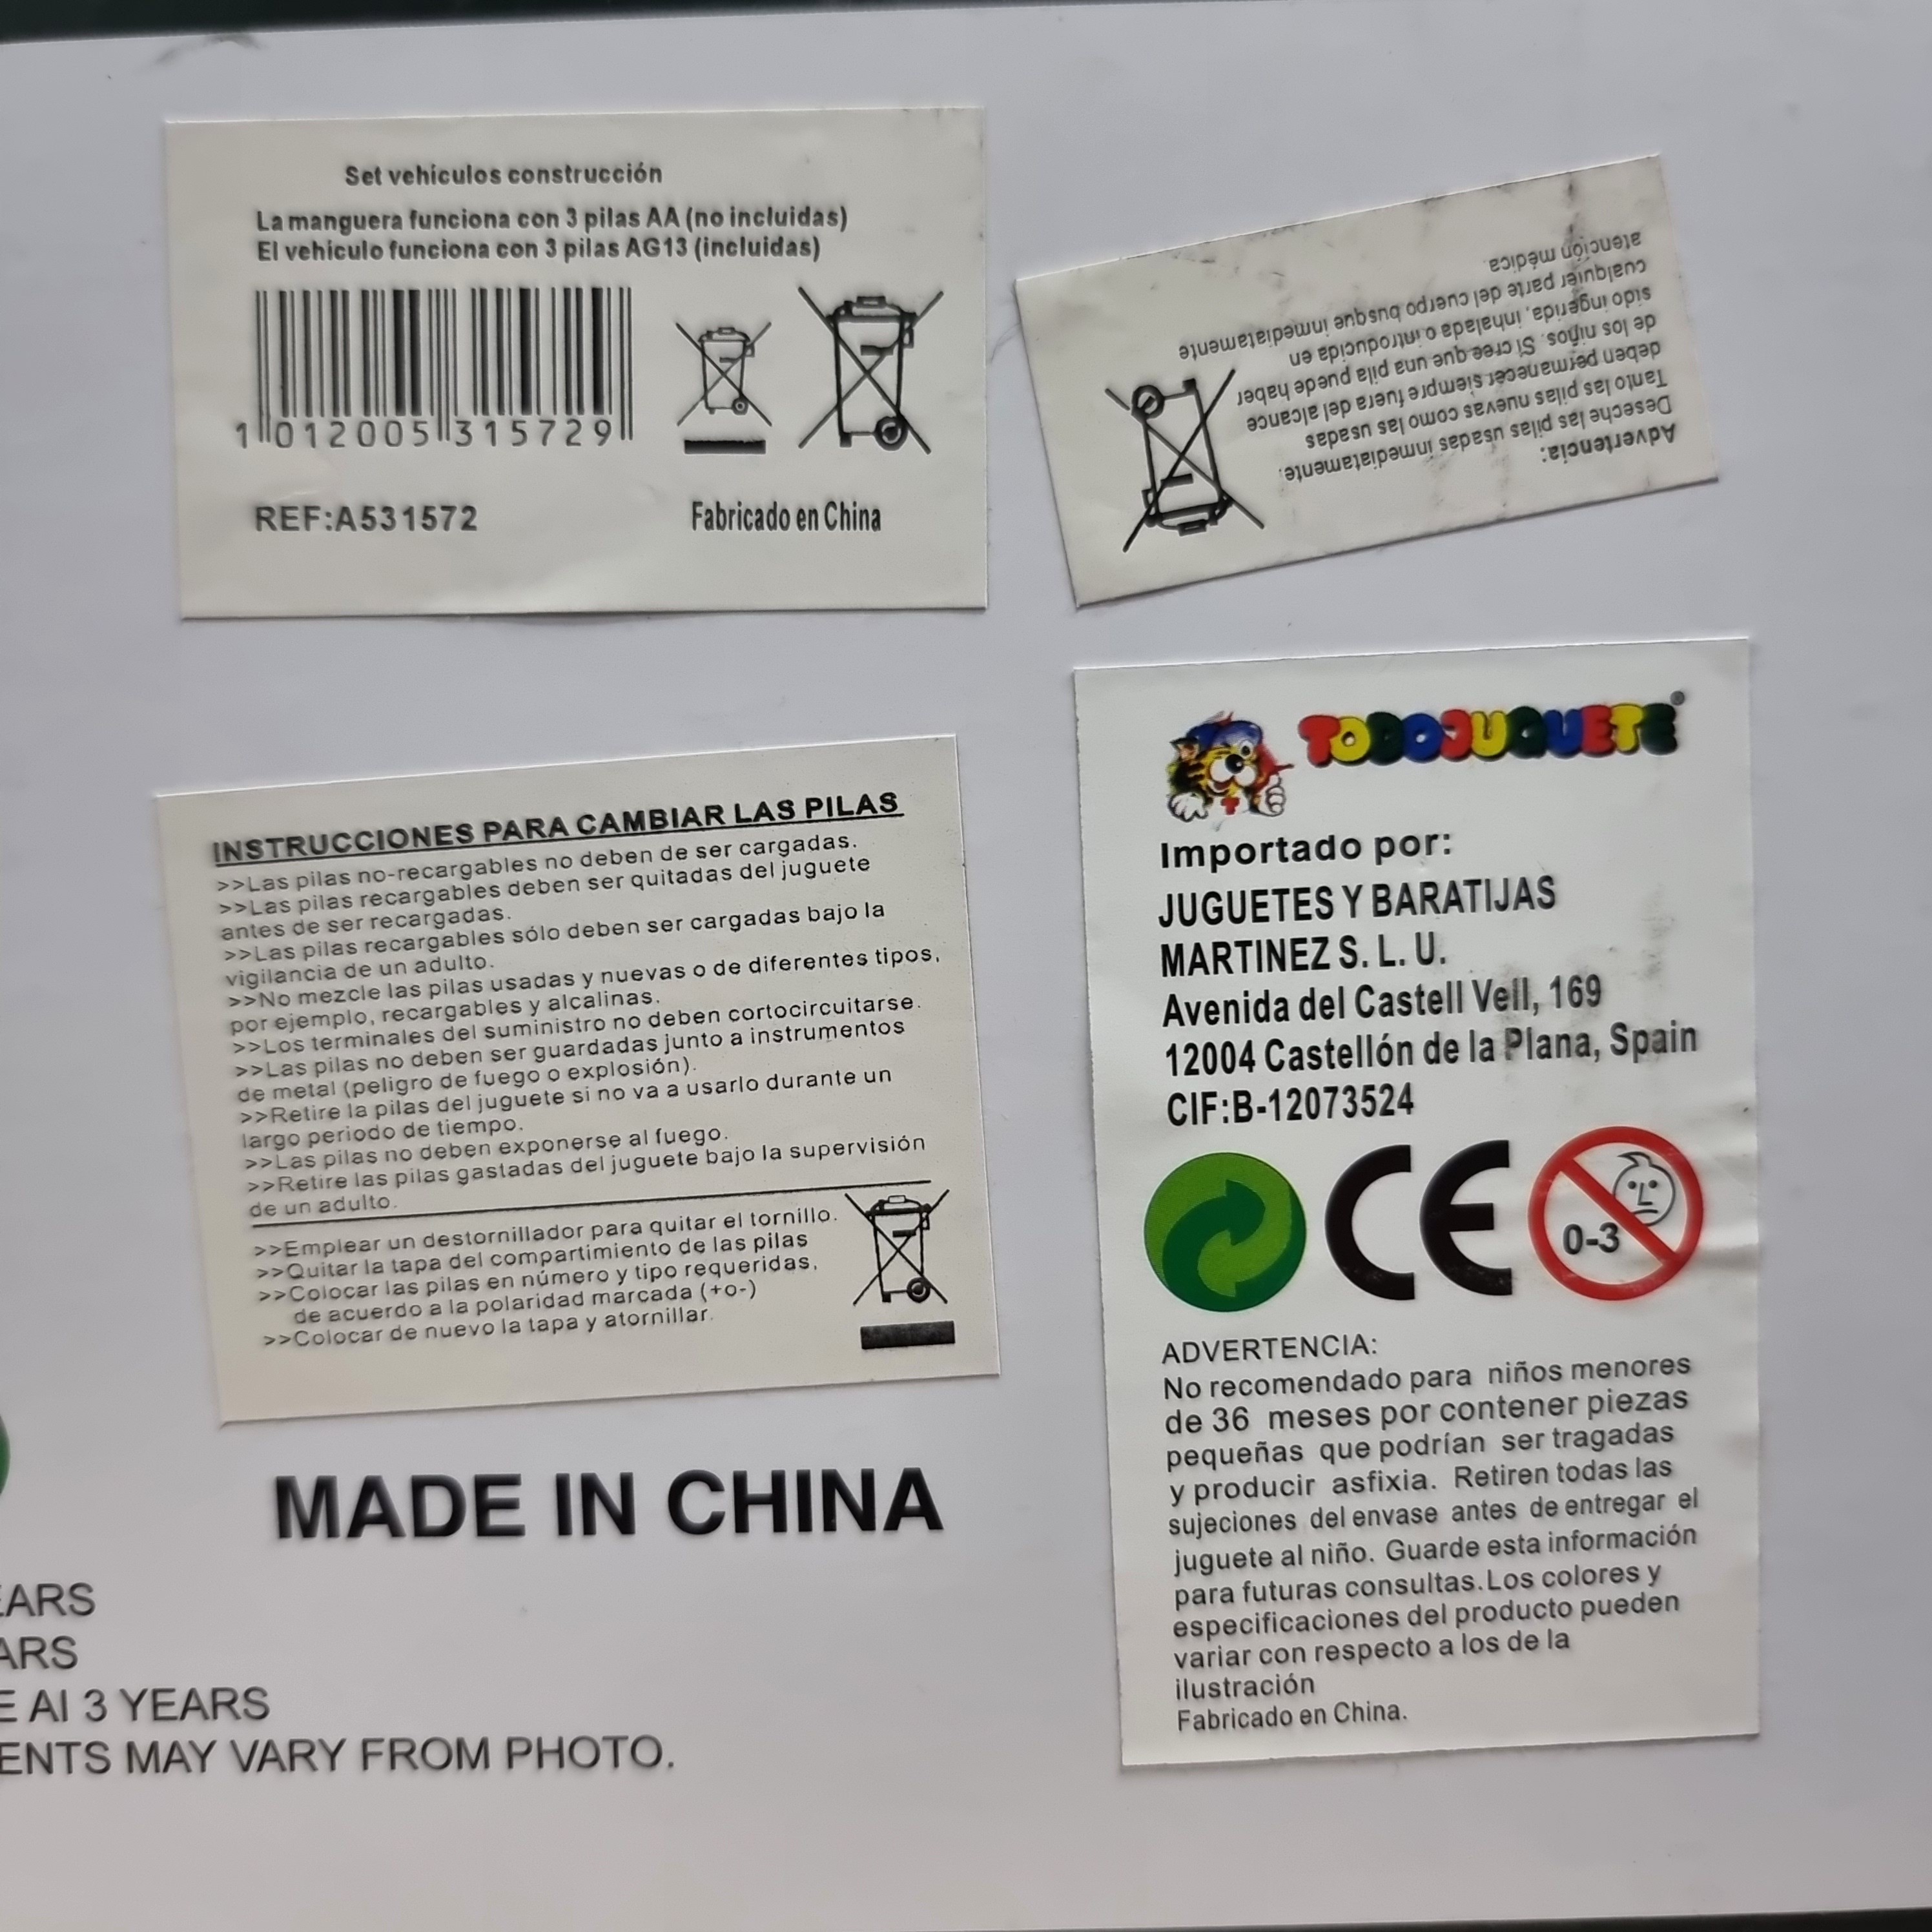 Set vehículos construcción
La manguera funciona con 3 pilas AA (no incluidas)
El vehículo funciona con 3 pilas AG13 (incluidas)
1 012005 315729
REF:A531572
Fabricado en China
Advertencia:
Deseche las pilas usadas inmediatamente.
Tanto las pilas nuevas como las usadas
deben permanecer siempre fuera del alcance
de los niños. Sí cree que una pila puede haber
sido ingerida, inhalada o introducida en
cualquier parte del cuerpo busque inmediatamente
atención médica.
INSTRUCCIONES PARA CAMBIAR LAS PILAS
>>Las pilas no-recargables no deben de ser cargadas.
>>Las pilas recargables deben ser quitadas del juguete
antes de ser recargadas.
>>Las pilas recargables sólo deben ser cargadas bajo la
vigilancia de un adulto.
>>No mezcle las pilas usadas y nuevas o de diferentes tipos,
por ejemplo, recargables y alcalinas.
>>Los terminales del suministro no deben cortocircuitarse.
>>Las pilas no deben ser guardadas junto a instrumentos
de metal (peligro de fuego o explosión).
>>Retire la pilas del juguete si no va a usarlo durante un
largo periodo de tiempo.
>>Las pilas no deben exponerse al fuego.
>>Retire las pilas gastadas del juguete bajo la supervisión
de un adulto.
>>Emplear un destornillador para quitar el tornillo.
>>Quitar la tapa del compartimiento de las pilas
>>Colocar las pilas en número y tipo requeridas,
de acuerdo a la polaridad marcada (+o-)
>>Colocar de nuevo la tapa y atornillar.
MADE IN CHINA
EARS
ARS
E AI 3 YEARS
ENTS MAY VARY FROM PHOTO.
TODOJUGUETE®
Importado por:
JUGUETES Y BARATIJAS
MARTINEZ S. L. U.
Avenida del Castell Vell, 169
12004 Castellón de la Plana, Spain
CIF:B-12073524
CE
0-3
ADVERTENCIA:
No recomendado para niños menores
de 36 meses por contener piezas
pequeñas que podrían ser tragadas
y producir asfixia. Retiren todas las
sujeciones del envase antes de entregar el
juguete al niño. Guarde esta información
para futuras consultas.Los colores y
especificaciones del producto pueden
variar con respecto a los de la
ilustración
Fabricado en China.